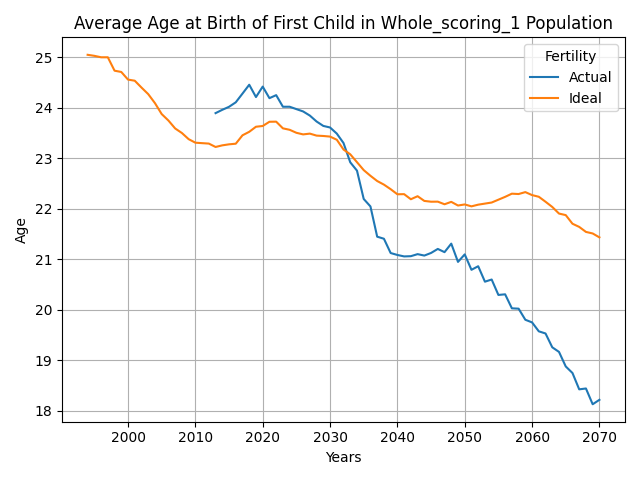 Average Age at Birth of First Child in Whole_scoring_1 Population
Fertility
Actual
Ideal
25
24
23
22
21
20
19
18
Age
2000 2010 2020 2030 2040 2050 2060 2070
Years